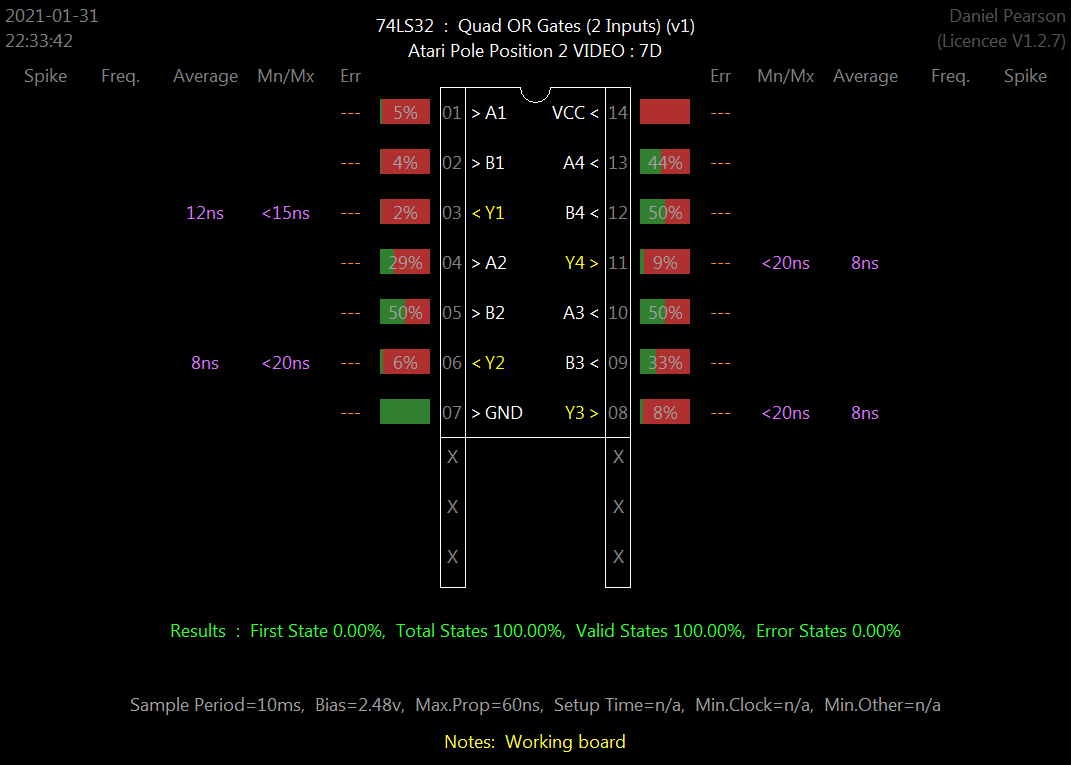 2021-01-31
22:33:42
74LS32 : Quad OR Gates (2 Inputs) (v1)
Atari Pole Position 2 VIDEO : 7D
Daniel Pearson
(Licencee V1.2.7)
Spike Freq. Average Mn/Mx Err Err Mn/Mx Average Freq. Spike
--- 5% 01 > A1 VCC < 14 ---
--- 4% 02 > B1 A4 < 13 44% ---
12ns <15ns --- 2% 03 < Y1 B4 < 12 50% ---
--- 29% 04 > A2 Y4 > 11 9% --- <20ns 8ns
--- 50% 05 > B2 A3 < 10 50% ---
8ns <20ns --- 6% 06 < Y2 B3 < 09 33% ---
--- 07 > GND Y3 > 08 8% --- <20ns 8ns
X X
X X
X X
Results : First State 0.00%, Total States 100.00%, Valid States 100.00%, Error States 0.00%
Sample Period=10ms, Bias=2.48v, Max.Prop=60ns, Setup Time=n/a, Min.Clock=n/a, Min.Other=n/a
Notes: Working board